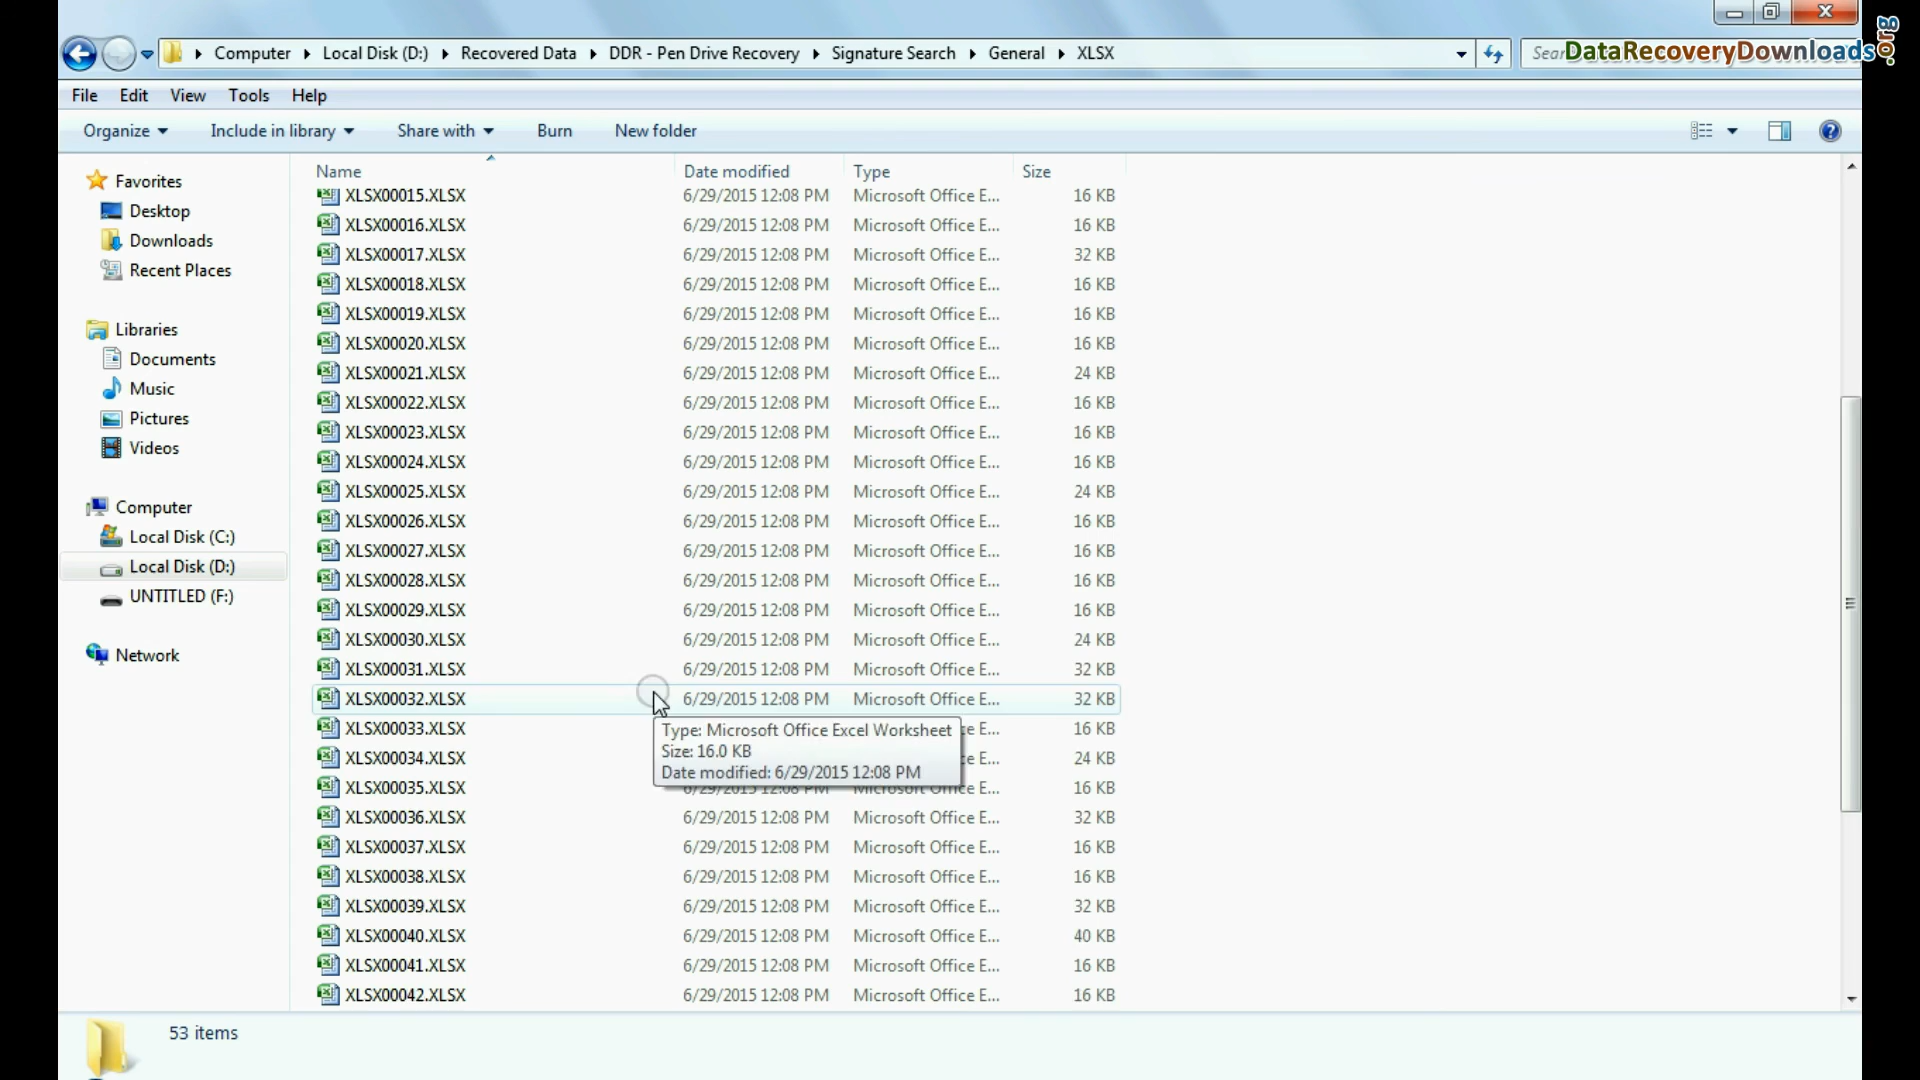 Computer Local Disk (D:) Recovered Data DDR - Pen Drive Recovery Signature Search General XLSX
DataRecoveryDownloads.org
File Edit View Tools Help
Organize Include in library Share with Burn New folder
Name Date modified Type Size
XLSX00015.XLSX 6/29/2015 12:08 PM Microsoft Office E... 16 KB
XLSX00016.XLSX 6/29/2015 12:08 PM Microsoft Office E... 16 KB
XLSX00017.XLSX 6/29/2015 12:08 PM Microsoft Office E... 32 KB
XLSX00018.XLSX 6/29/2015 12:08 PM Microsoft Office E... 16 KB
XLSX00019.XLSX 6/29/2015 12:08 PM Microsoft Office E... 16 KB
XLSX00020.XLSX 6/29/2015 12:08 PM Microsoft Office E... 16 KB
XLSX00021.XLSX 6/29/2015 12:08 PM Microsoft Office E... 24 KB
XLSX00022.XLSX 6/29/2015 12:08 PM Microsoft Office E... 16 KB
XLSX00023.XLSX 6/29/2015 12:08 PM Microsoft Office E... 16 KB
XLSX00024.XLSX 6/29/2015 12:08 PM Microsoft Office E... 16 KB
XLSX00025.XLSX 6/29/2015 12:08 PM Microsoft Office E... 24 KB
XLSX00026.XLSX 6/29/2015 12:08 PM Microsoft Office E... 16 KB
XLSX00027.XLSX 6/29/2015 12:08 PM Microsoft Office E... 16 KB
XLSX00028.XLSX 6/29/2015 12:08 PM Microsoft Office E... 16 KB
XLSX00029.XLSX 6/29/2015 12:08 PM Microsoft Office E... 16 KB
XLSX00030.XLSX 6/29/2015 12:08 PM Microsoft Office E... 24 KB
XLSX00031.XLSX 6/29/2015 12:08 PM Microsoft Office E... 32 KB
XLSX00032.XLSX 6/29/2015 12:08 PM Microsoft Office E... 32 KB
XLSX00033.XLSX ce E... 16 KB
XLSX00034.XLSX ce E... 24 KB
XLSX00035.XLSX 6/29/2015 12:08 PM Microsoft Office E... 16 KB
XLSX00036.XLSX 6/29/2015 12:08 PM Microsoft Office E... 32 KB
XLSX00037.XLSX 6/29/2015 12:08 PM Microsoft Office E... 16 KB
XLSX00038.XLSX 6/29/2015 12:08 PM Microsoft Office E... 16 KB
XLSX00039.XLSX 6/29/2015 12:08 PM Microsoft Office E... 32 KB
XLSX00040.XLSX 6/29/2015 12:08 PM Microsoft Office E... 40 KB
XLSX00041.XLSX 6/29/2015 12:08 PM Microsoft Office E... 16 KB
XLSX00042.XLSX 6/29/2015 12:08 PM Microsoft Office E... 16 KB
Type: Microsoft Office Excel Worksheet
Size: 16.0 KB
Date modified: 6/29/2015 12:08 PM
Favorites
Desktop
Downloads
Recent Places
Libraries
Documents
Music
Pictures
Videos
Computer
Local Disk (C:)
Local Disk (D:)
UNTITLED (F:)
Network
53 items